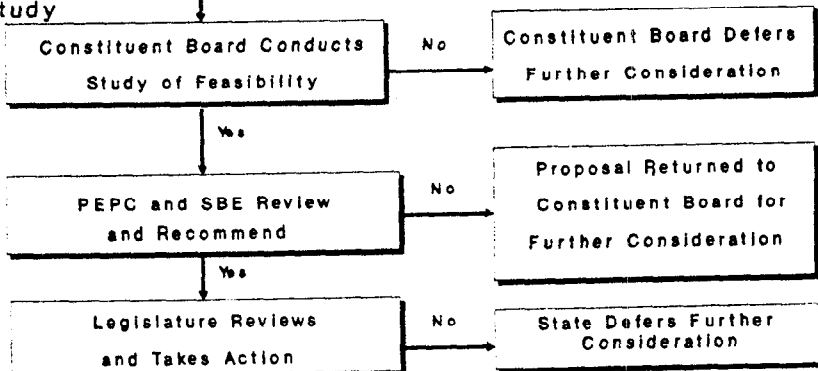 tudy
Constituent Board Conducts
Study of Feasibility
No
Constituent Board Defers
Further Consideration
Yes
PEPC and SBE Review
and Recommend
No
Proposal Returned to
Constituent Board for
Further Consideration
Yes
Legislature Reviews
and Takes Action
No
State Defers Further
Consideration